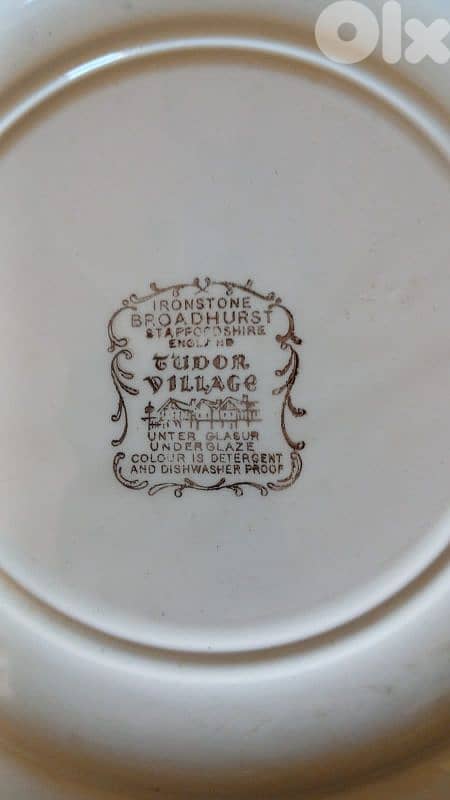 Olx
IRONSTONE
BROADHURST
STAFFORDSHIRE
ENGLAND
TUDOR
VILLAGE
UNTER GLASUR
UNDERGLAZE
COLOUR IS DETERGENT
AND DISHWASHER PROOF